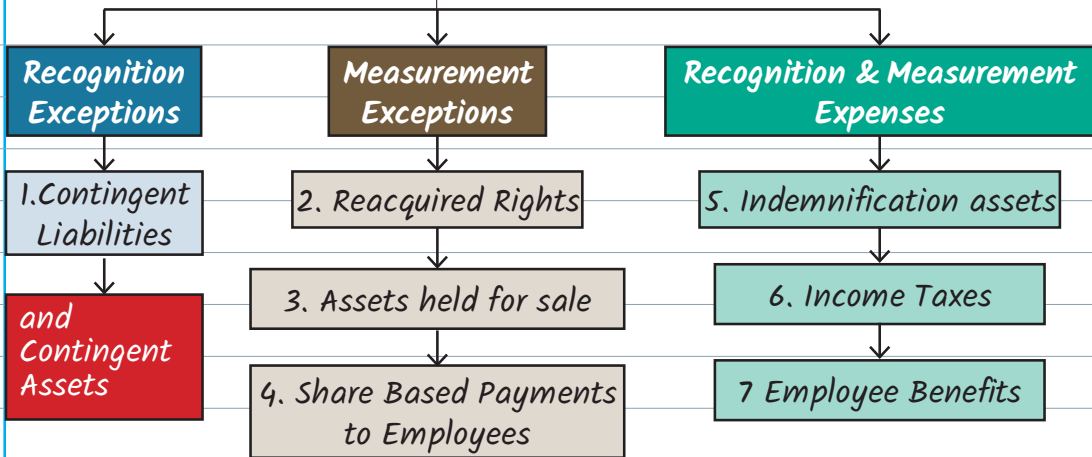 Recognition
Exceptions
1.Contingent
Liabilities
and
Contingent
Assets
Measurement
Exceptions
2. Reacquired Rights
3. Assets held for sale
4. Share Based Payments
to Employees
Recognition & Measurement
Expenses
5. Indemnification assets
6. Income Taxes
7 Employee Benefits